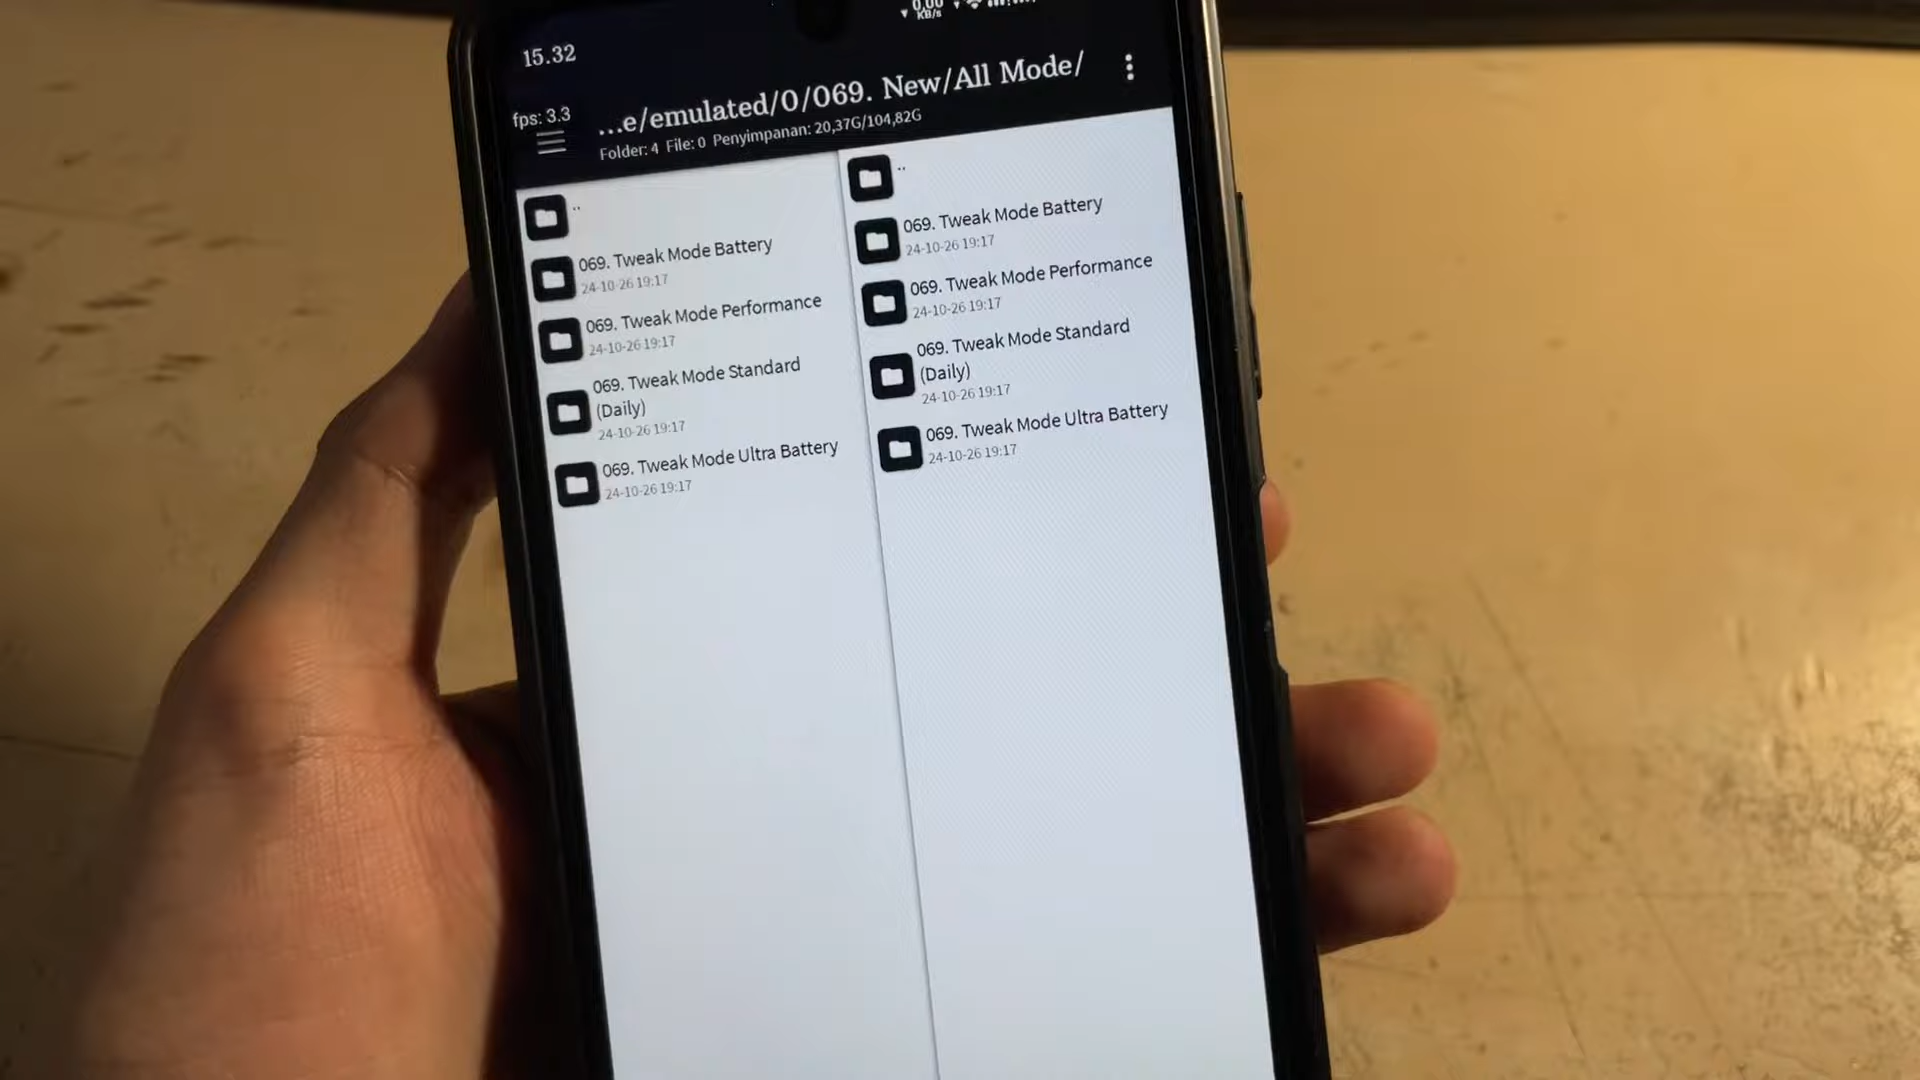 0,00
KB/s
15.32
fps: 3.3
...e/emulated/0/069. New/All Mode/
Folder: 4 File: 0 Penyimpanan: 20,37G/104,82G
..
069. Tweak Mode Battery
24-10-26 19:17
069. Tweak Mode Performance
24-10-26 19:17
069. Tweak Mode Standard
(Daily)
24-10-26 19:17
069. Tweak Mode Ultra Battery
24-10-26 19:17
..
069. Tweak Mode Battery
24-10-26 19:17
069. Tweak Mode Performance
24-10-26 19:17
069. Tweak Mode Standard
(Daily)
24-10-26 19:17
069. Tweak Mode Ultra Battery
24-10-26 19:17